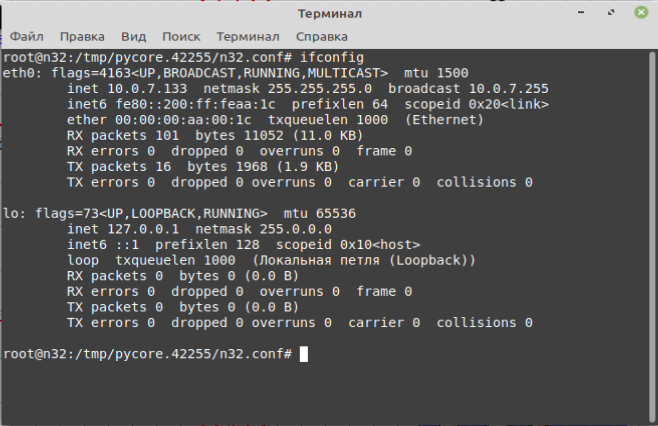 Терминал
Файл Правка Вид Поиск Терминал Справка
root@n32:/tmp/pycore.42255/n32.conf# ifconfig
eth0: flags=4163<UP,BROADCAST,RUNNING,MULTICAST>  mtu 1500
        inet 10.0.7.133  netmask 255.255.255.0  broadcast 10.0.7.255
        inet6 fe80::200:ff:feaa:1c  prefixlen 64  scopeid 0x20<link>
        ether 00:00:00:aa:00:1c  txqueuelen 1000  (Ethernet)
        RX packets 101  bytes 11052 (11.0 KB)
        RX errors 0  dropped 0  overruns 0  frame 0
        TX packets 16  bytes 1968 (1.9 KB)
        TX errors 0  dropped 0 overruns 0  carrier 0  collisions 0

lo: flags=73<UP,LOOPBACK,RUNNING>  mtu 65536
        inet 127.0.0.1  netmask 255.0.0.0
        inet6 ::1  prefixlen 128  scopeid 0x10<host>
        loop  txqueuelen 1000  (Локальная петля (Loopback))
        RX packets 0  bytes 0 (0.0 B)
        RX errors 0  dropped 0  overruns 0  frame 0
        TX packets 0  bytes 0 (0.0 B)
        TX errors 0  dropped 0 overruns 0  carrier 0  collisions 0

root@n32:/tmp/pycore.42255/n32.conf#